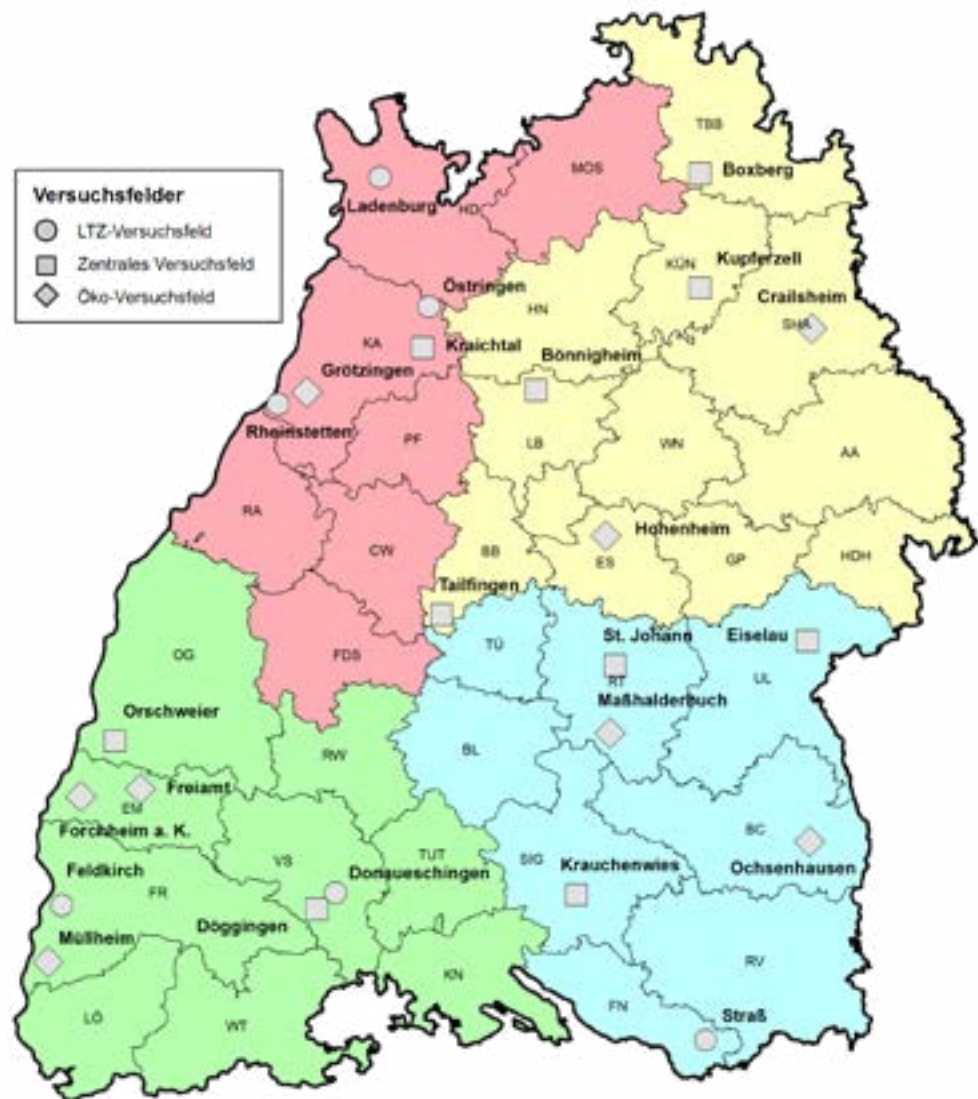 Versuchsfelder
LTZ-Versuchsfeld
Zentrales Versuchsfeld
Öko-Versuchsfeld
TBB
Boxberg
MOS
Ladenburg
HD
KÜN
Kupferzell
Östringen
Crailsheim
HN
SHA
KA
Kraichtal
Bönnigheim
Grötzingen
Rheinstetten
PF
LB
WN
AA
RA
Hohenheim
CW
BB
ES
GP
HDH
Tailfingen
TÜ
St. Johann
Eiselau
OG
FDS
RT
UL
Maßhalderbuch
Orschweier
RW
BL
Freiamt
EM
Forchheim a. K.
BC
VS
TUT
SIG
Krauchenwies
Ochsenhausen
Feldkirch
Donaueschingen
FR
Döggingen
Müllheim
KN
RV
FN
Straß
LÖ
WT